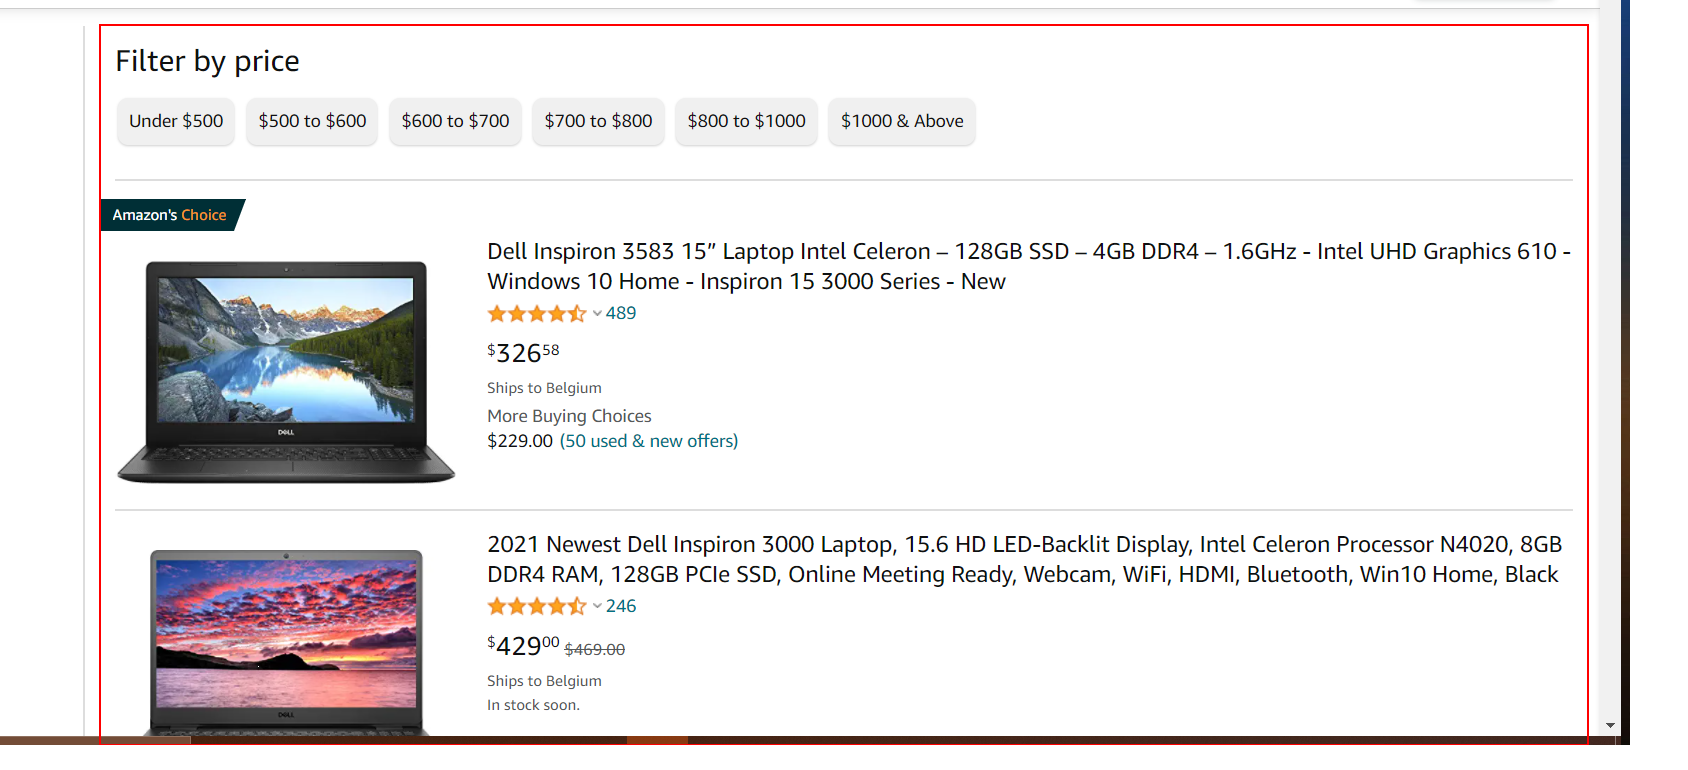 Filter by price
Under $500 $500 to $600 $600 to $700 $700 to $800 $800 to $1000 $1000 & Above
Amazon's Choice
Dell Inspiron 3583 15” Laptop Intel Celeron – 128GB SSD – 4GB DDR4 – 1.6GHz - Intel UHD Graphics 610 -
Windows 10 Home - Inspiron 15 3000 Series - New
489
$32658
Ships to Belgium
More Buying Choices
$229.00 (50 used & new offers)
DELL
2021 Newest Dell Inspiron 3000 Laptop, 15.6 HD LED-Backlit Display, Intel Celeron Processor N4020, 8GB
DDR4 RAM, 128GB PCIe SSD, Online Meeting Ready, Webcam, WiFi, HDMI, Bluetooth, Win10 Home, Black
246
$42900 $469.00
Ships to Belgium
In stock soon.
DELL